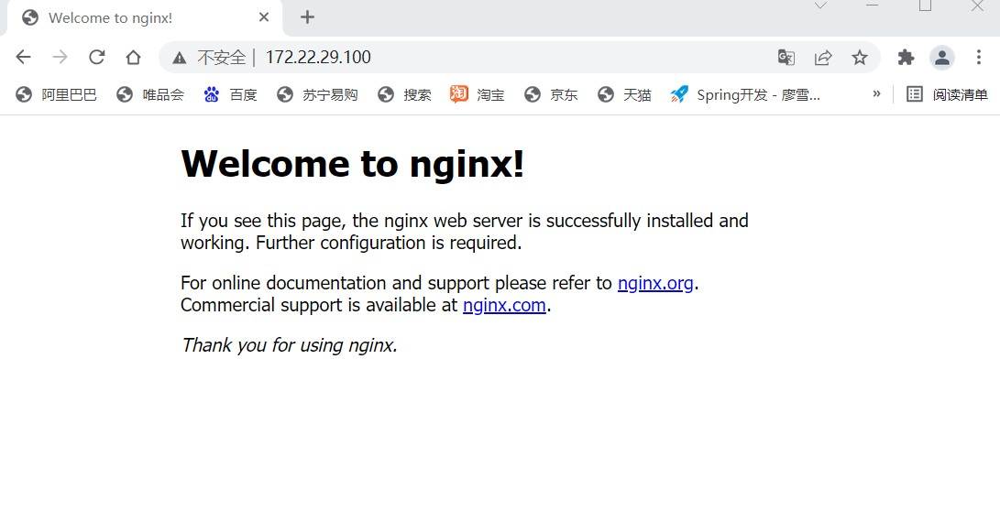 Welcome to nginx!
不安全 | 172.22.29.100
阿里巴巴 唯品会 百度 苏宁易购 搜索 淘宝 京东 天猫 Spring开发 - 廖雪... » 阅读清单
Welcome to nginx!
If you see this page, the nginx web server is successfully installed and
working. Further configuration is required.
For online documentation and support please refer to nginx.org.
Commercial support is available at nginx.com.
Thank you for using nginx.